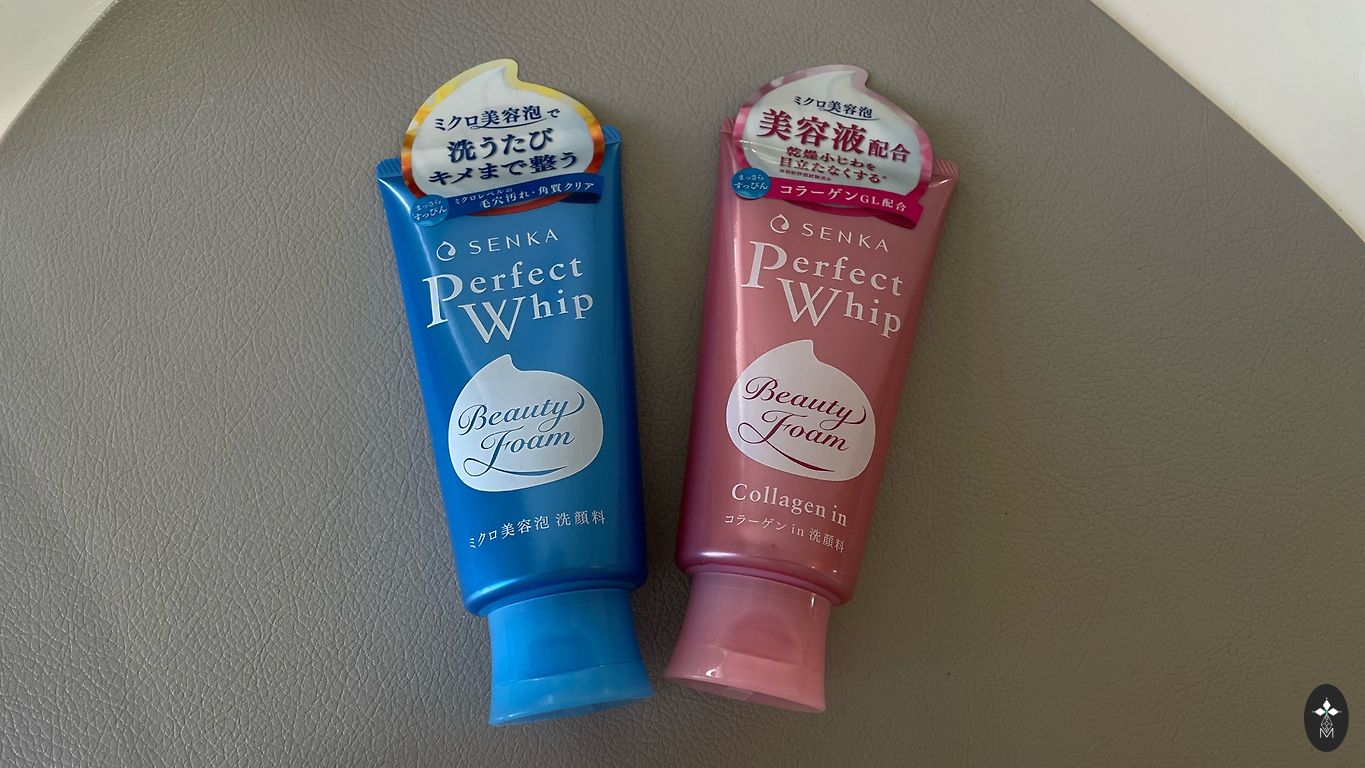 ミクロ美容泡で
洗うたび
キメまで整う
まっさら
すっぴん
ミクロレベルの
毛穴汚れ・角質クリア
SENKA
Perfect
Whip
Beauty
Foam
ミクロ美容泡 洗顔料
ミクロ美容泡
美容液配合
乾燥小じわを
目立たなくする*
まっさら
すっぴん
コラーゲンGL配合
SENKA
Perfect
Whip
Beauty
Foam
Collagen in
コラーゲン in 洗顔料
M